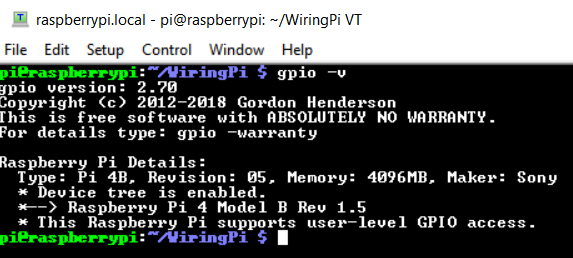 raspberrypi.local - pi@raspberrypi: ~/WiringPi VT
File Edit Setup Control Window Help
pi@raspberrypi:~/WiringPi $ gpio -v
gpio version: 2.70
Copyright (c) 2012-2018 Gordon Henderson
This is free software with ABSOLUTELY NO WARRANTY.
For details type: gpio -warranty
Raspberry Pi Details:
Type: Pi 4B, Revision: 05, Memory: 4096MB, Maker: Sony
* Device tree is enabled.
*--> Raspberry Pi 4 Model B Rev 1.5
* This Raspberry Pi supports user-level GPIO access.
pi@raspberrypi:~/WiringPi $